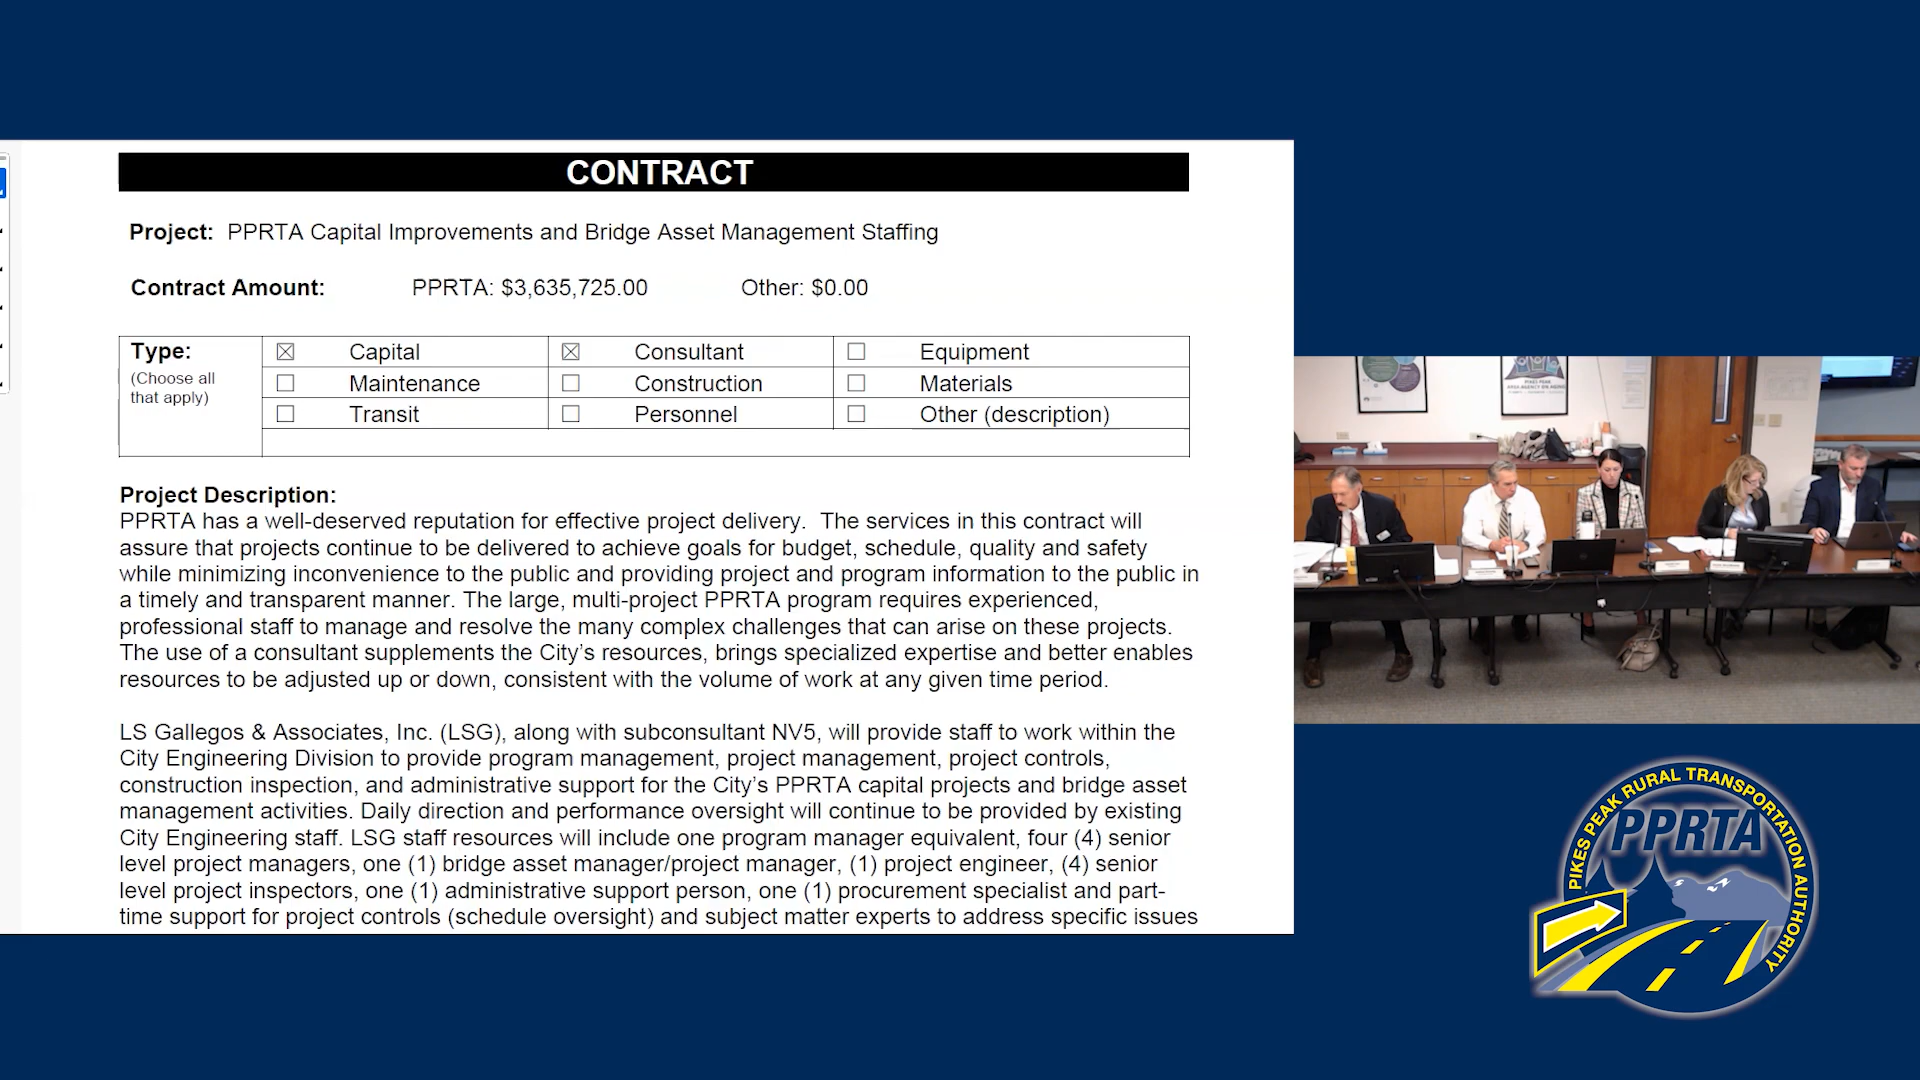 CONTRACT
Project: PPRTA Capital Improvements and Bridge Asset Management Staffing
Contract Amount: PPRTA: $3,635,725.00 Other: $0.00
Type: ☒ Capital ☒ Consultant ☐ Equipment
(Choose all that apply) ☐ Maintenance ☐ Construction ☐ Materials
☐ Transit ☐ Personnel ☐ Other (description)
Project Description:
PPRTA has a well-deserved reputation for effective project delivery. The services in this contract will
assure that projects continue to be delivered to achieve goals for budget, schedule, quality and safety
while minimizing inconvenience to the public and providing project and program information to the public in
a timely and transparent manner. The large, multi-project PPRTA program requires experienced,
professional staff to manage and resolve the many complex challenges that can arise on these projects.
The use of a consultant supplements the City's resources, brings specialized expertise and better enables
resources to be adjusted up or down, consistent with the volume of work at any given time period.
LS Gallegos & Associates, Inc. (LSG), along with subconsultant NV5, will provide staff to work within the
City Engineering Division to provide program management, project management, project controls,
construction inspection, and administrative support for the City's PPRTA capital projects and bridge asset
management activities. Daily direction and performance oversight will continue to be provided by existing
City Engineering staff. LSG staff resources will include one program manager equivalent, four (4) senior
level project managers, one (1) bridge asset manager/project manager, (1) project engineer, (4) senior
level project inspectors, one (1) administrative support person, one (1) procurement specialist and part-
time support for project controls (schedule oversight) and subject matter experts to address specific issues
PIKES PEAK
AREA AGENCY ON AGING
PIKES PEAK RURAL TRANSPORTATION AUTHORITY
PPRTA